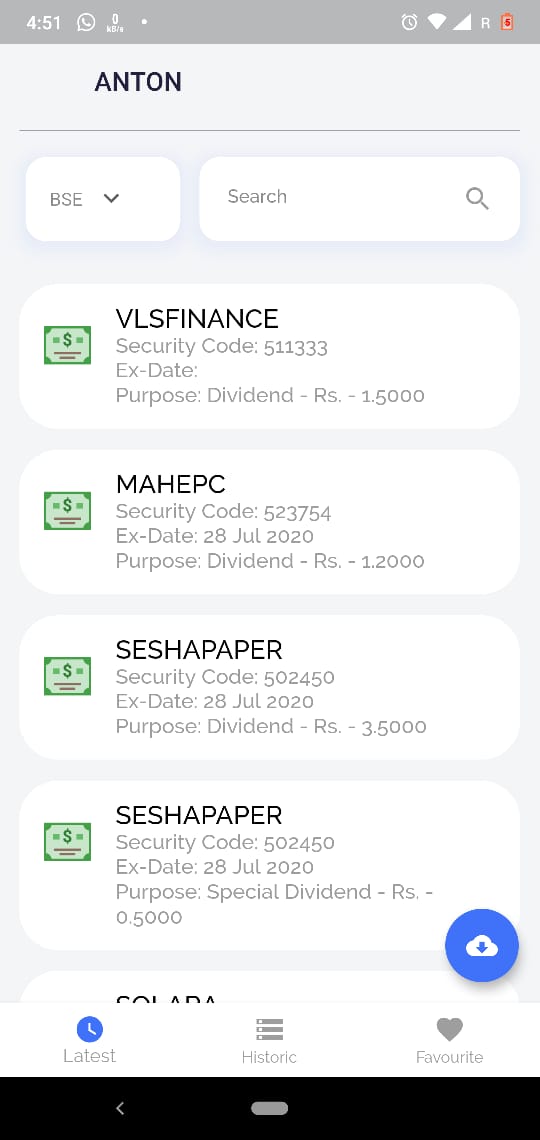 4:51
0
kB/s
R
5
ANTON
BSE
Search
VLSFINANCE
Security Code: 511333
Ex-Date:
Purpose: Dividend - Rs. - 1.5000
MAHEPC
Security Code: 523754
Ex-Date: 28 Jul 2020
Purpose: Dividend - Rs. - 1.2000
SESHAPAPER
Security Code: 502450
Ex-Date: 28 Jul 2020
Purpose: Dividend - Rs. - 3.5000
SESHAPAPER
Security Code: 502450
Ex-Date: 28 Jul 2020
Purpose: Special Dividend - Rs. -
0.5000
SOLARA
Latest
Historic
Favourite